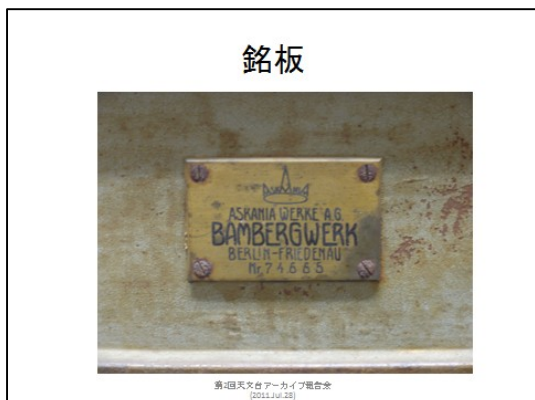 銘板
ASKANIA WERKE A.G.
BAMBERGWERK
BERLIN-FRIEDENAU
Nr. 74665
第2回天文台アーカイブ報告会
(2011.Jul.28)